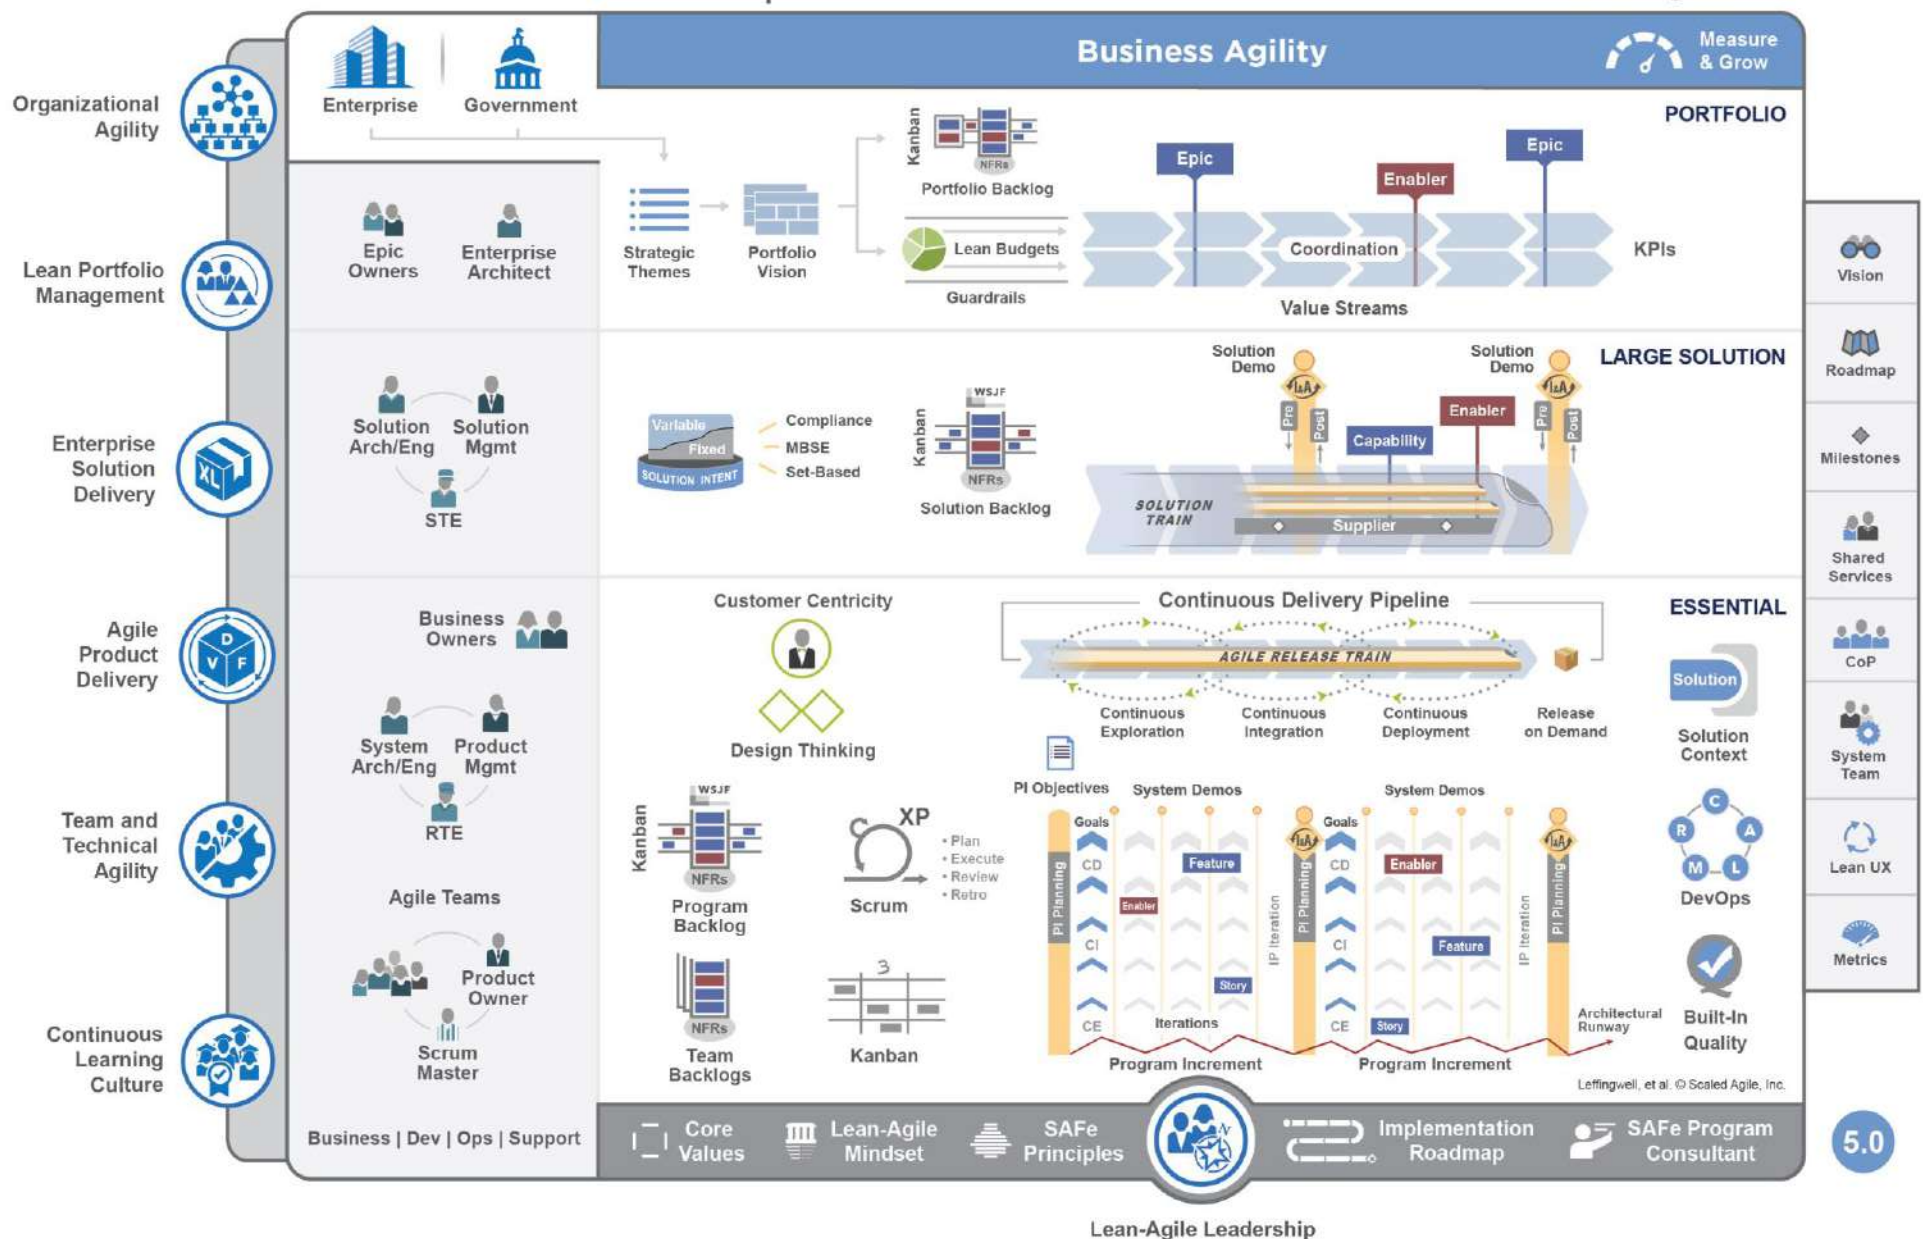 Business Agility
Measure
& Grow
Enterprise
Government
Organizational
Agility
Lean Portfolio
Management
Enterprise
Solution
Delivery
Agile
Product
Delivery
D
V
F
XL
Team and
Technical
Agility
Continuous
Learning
Culture
PORTFOLIO
Epic
Owners
Enterprise
Architect
Strategic
Themes
Portfolio
Vision
Kanban
NFRs
Portfolio Backlog
Lean Budgets
Guardrails
Epic
Enabler
Epic
Coordination
KPIs
Value Streams
LARGE SOLUTION
Solution
Arch/Eng
Solution
Mgmt
STE
Variable
Fixed
SOLUTION INTENT
Compliance
MBSE
Set-Based
WSJF
Kanban
NFRs
Solution Backlog
Solution
Demo
I&A
Pre
Post
Capability
Enabler
Solution
Demo
I&A
Pre
Post
SOLUTION
TRAIN
Supplier
ESSENTIAL
Business
Owners
System
Arch/Eng
Product
Mgmt
RTE
Agile Teams
Product
Owner
Scrum
Master
Business | Dev | Ops | Support
Customer Centricity
Design Thinking
WSJF
Kanban
NFRs
Program
Backlog
XP
• Plan
• Execute
• Review
• Retro
Scrum
NFRs
Team
Backlogs
3
Kanban
Continuous Delivery Pipeline
AGILE RELEASE TRAIN
Continuous
Exploration
Continuous
Integration
Continuous
Deployment
Release
on Demand
PI Objectives
System Demos
System Demos
PI Planning
Goals
CD
CI
CE
Enabler
Feature
Story
Iterations
IP Iteration
I&A
PI Planning
Goals
CD
CI
CE
Enabler
Feature
Story
IP Iteration
I&A
PI Planning
Program Increment
Program Increment
Architectural
Runway
Solution
Solution
Context
C
A
L
M
R
DevOps
Built-In
Quality
Leffingwell, et al. © Scaled Agile, Inc.
Vision
Roadmap
Milestones
Shared
Services
CoP
System
Team
Lean UX
Metrics
Core
Values
Lean-Agile
Mindset
SAFe
Principles
N
Implementation
Roadmap
SAFe Program
Consultant
5.0
Lean-Agile Leadership